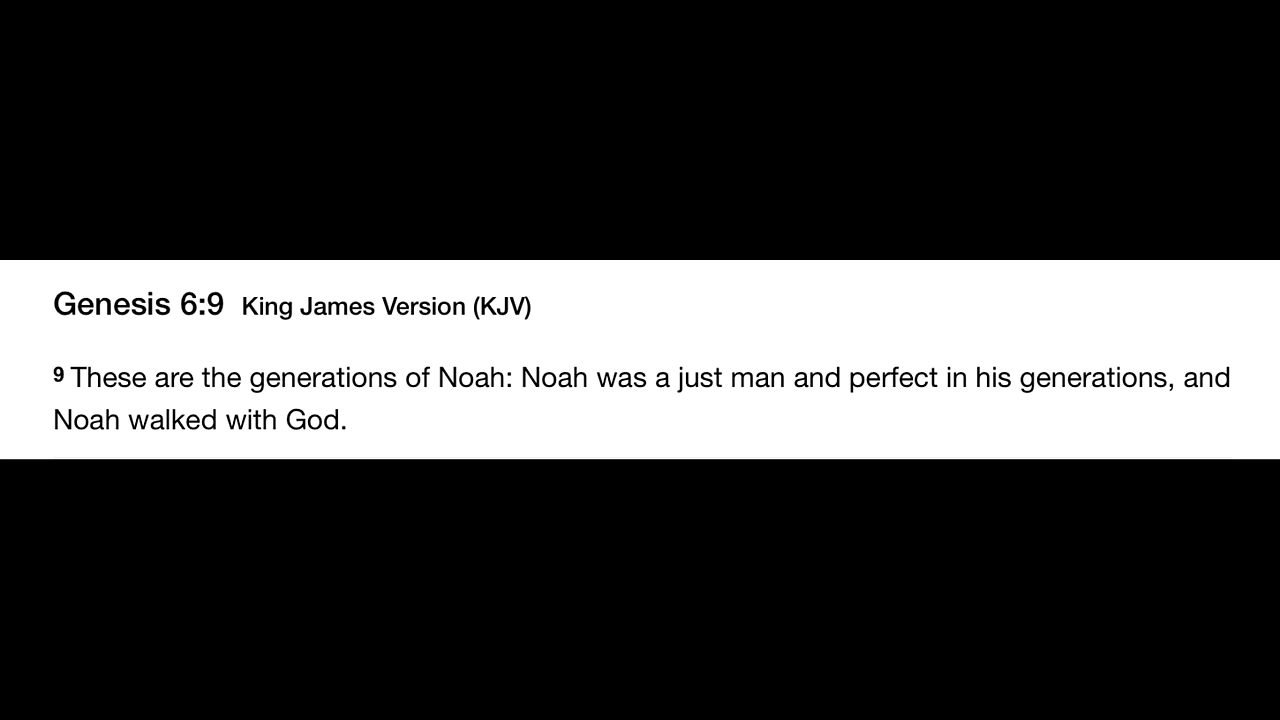 Genesis 6:9 King James Version (KJV)
9 These are the generations of Noah: Noah was a just man and perfect in his generations, and
Noah walked with God.